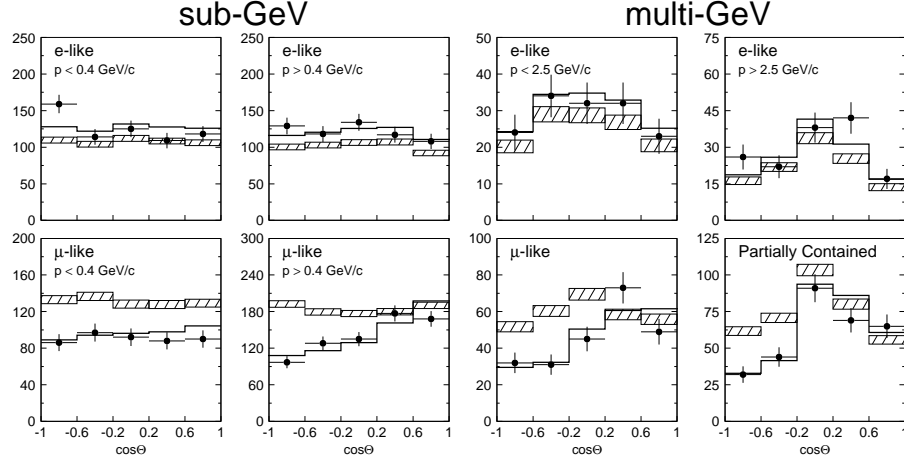 sub-GeV
multi-GeV
250
200
150
100
50
0
e-like
p < 0.4 GeV/c
250
200
150
100
50
0
e-like
p > 0.4 GeV/c
50
40
30
20
10
0
e-like
p < 2.5 GeV/c
75
60
45
30
15
0
e-like
p > 2.5 GeV/c
200
160
120
80
40
0
μ-like
p < 0.4 GeV/c
-1 -0.6 -0.2 0.2 0.6 1
cosΘ
300
240
180
120
60
0
μ-like
p > 0.4 GeV/c
-1 -0.6 -0.2 0.2 0.6 1
cosΘ
100
80
60
40
20
0
μ-like
-1 -0.6 -0.2 0.2 0.6 1
cosΘ
125
100
75
50
25
0
Partially Contained
-1 -0.6 -0.2 0.2 0.6 1
cosΘ